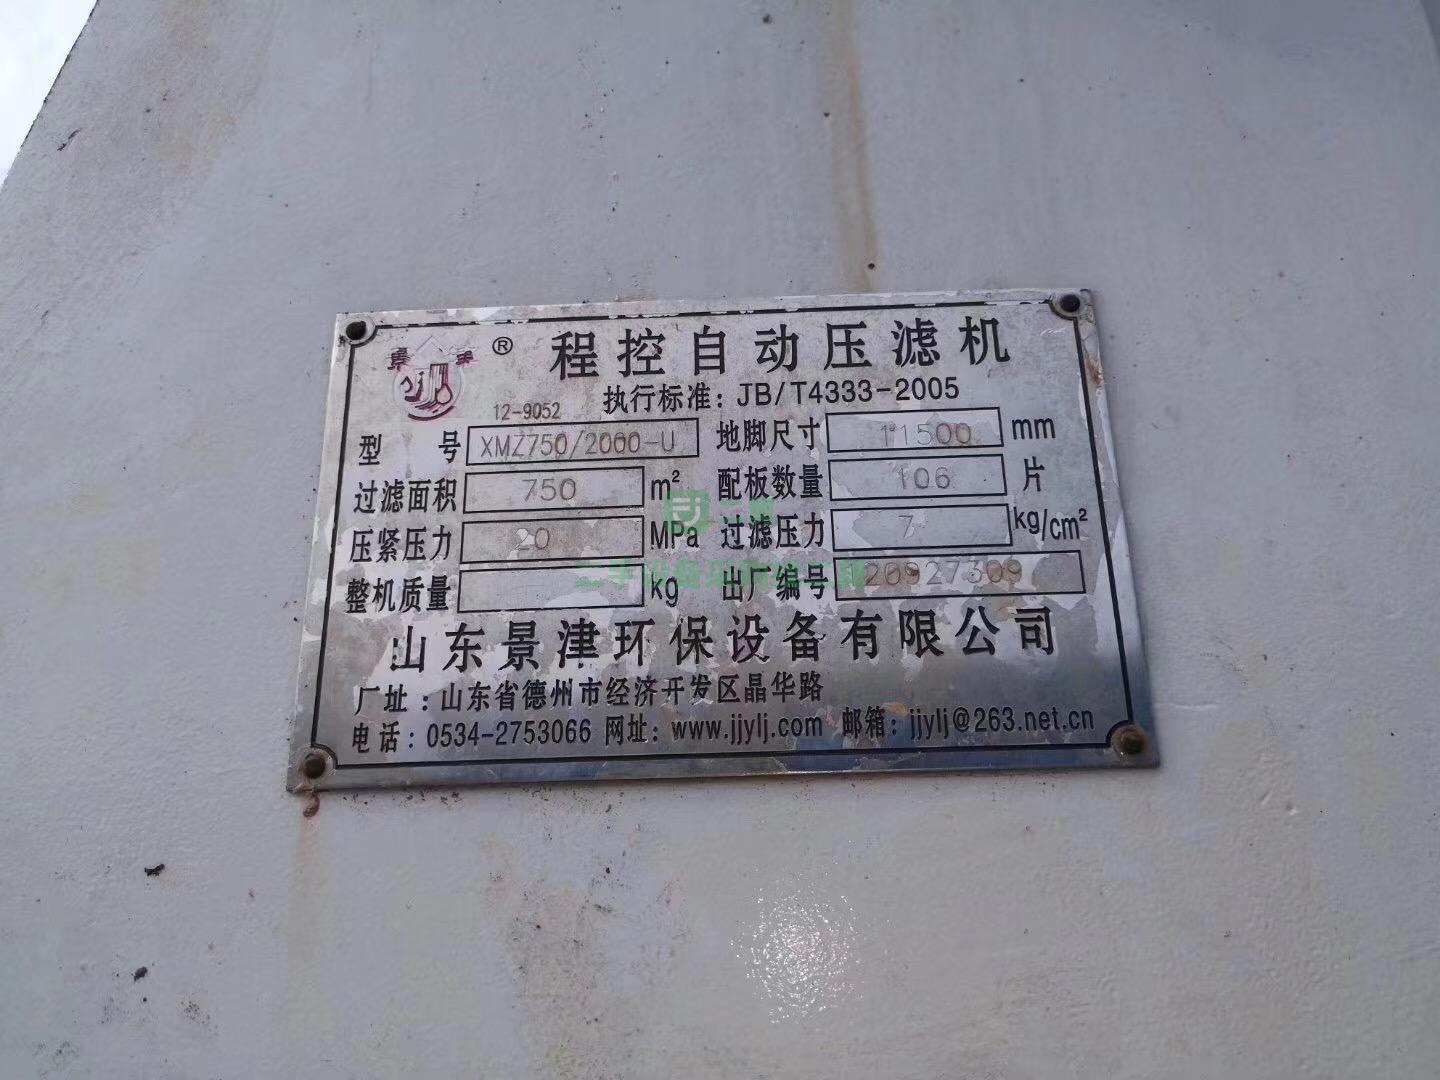 景津 ® 程控自动压滤机
12-9052 执行标准: JB/T4333-2005
型 号 XMZ750/2000-U 地脚尺寸 11500 mm
过滤面积 750 m² 配板数量 106 片
压紧压力 20 MPa 过滤压力 7 kg/cm²
整机质量 kg 出厂编号 20927309
山东景津环保设备有限公司
厂址:山东省德州市经济开发区晶华路
电话:0534-2753066 网址:www.jjylj.com 邮箱:jjylj@263.net.cn